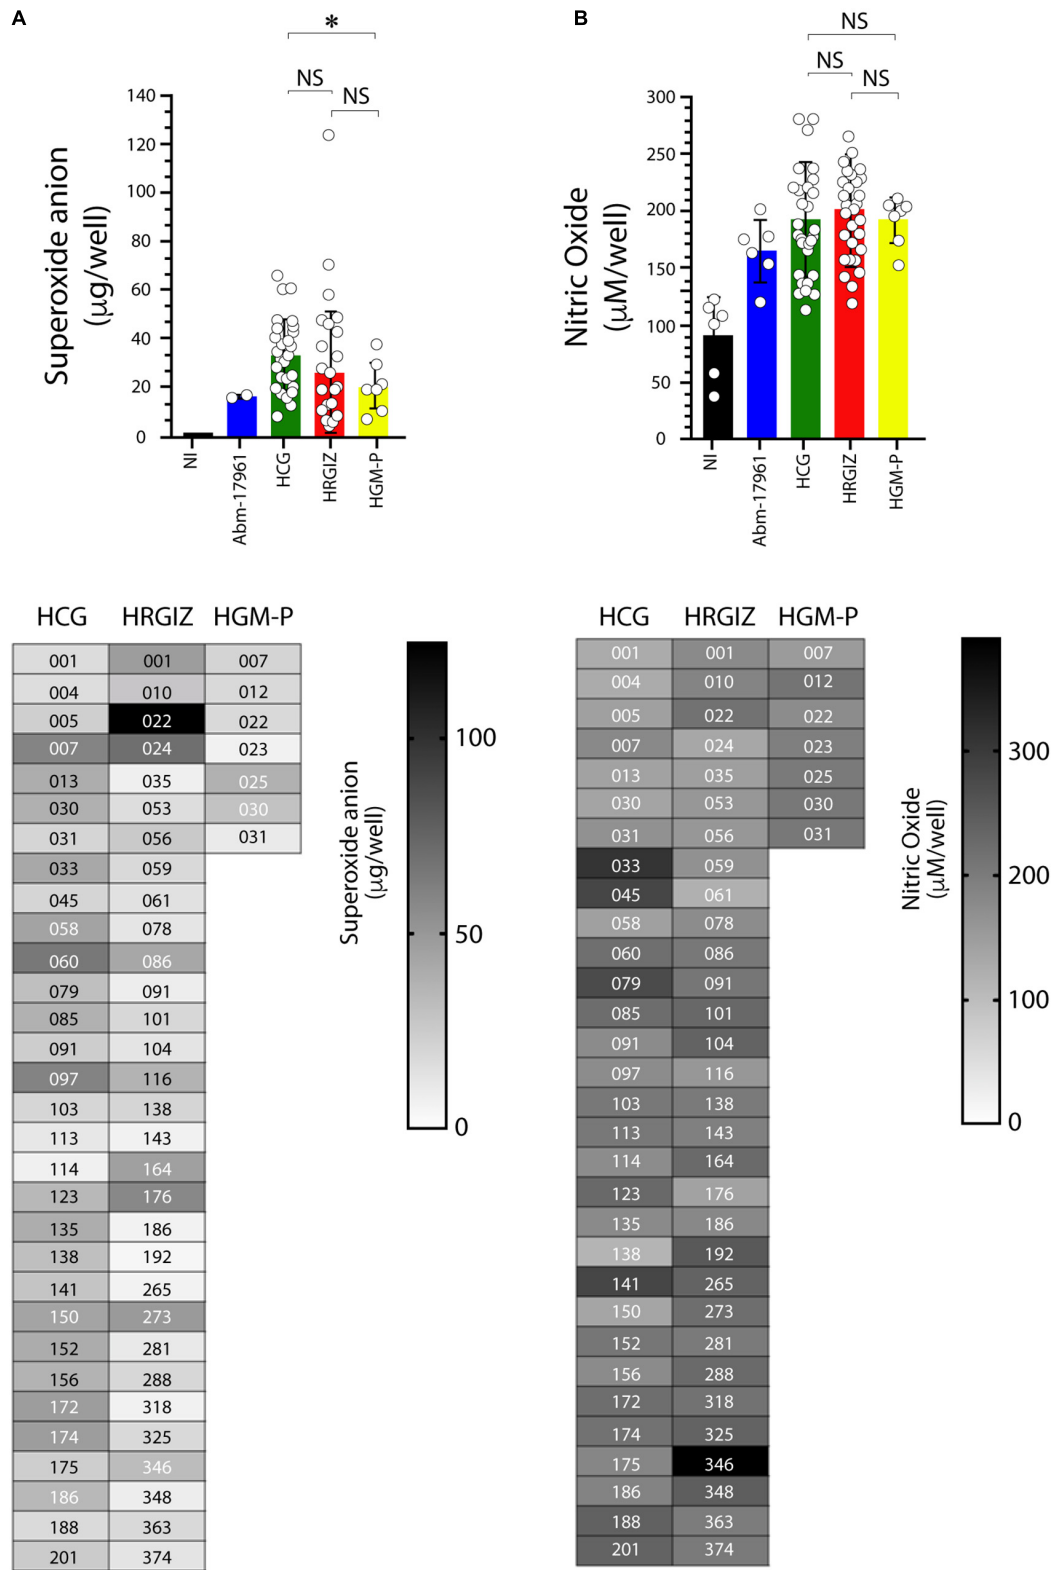 A
*
NS
NS
140
120
100
80
60
40
20
0
Superoxide anion
(µg/well)
NI
Abm-17961
HCG
HRGIZ
HGM-P
B
NS
NS
NS
300
250
200
150
100
50
0
Nitric Oxide
(µM/well)
NI
Abm-17961
HCG
HRGIZ
HGM-P
HCG HRGIZ HGM-P
001 001 007
004 010 012
005 022 022
007 024 023
013 035 025
030 053 030
031 056 031
033 059
045 061
058 078
060 086
079 091
085 101
091 104
097 116
103 138
113 143
114 164
123 176
135 186
138 192
141 265
150 273
152 281
156 288
172 318
174 325
175 346
186 348
188 363
201 374
Superoxide anion
(µg/well)
100
50
0
HCG HRGIZ HGM-P
001 001 007
004 010 012
005 022 022
007 024 023
013 035 025
030 053 030
031 056 031
033 059
045 061
058 078
060 086
079 091
085 101
091 104
097 116
103 138
113 143
114 164
123 176
135 186
138 192
141 265
150 273
152 281
156 288
172 318
174 325
175 346
186 348
188 363
201 374
Nitric Oxide
(µM/well)
300
200
100
0